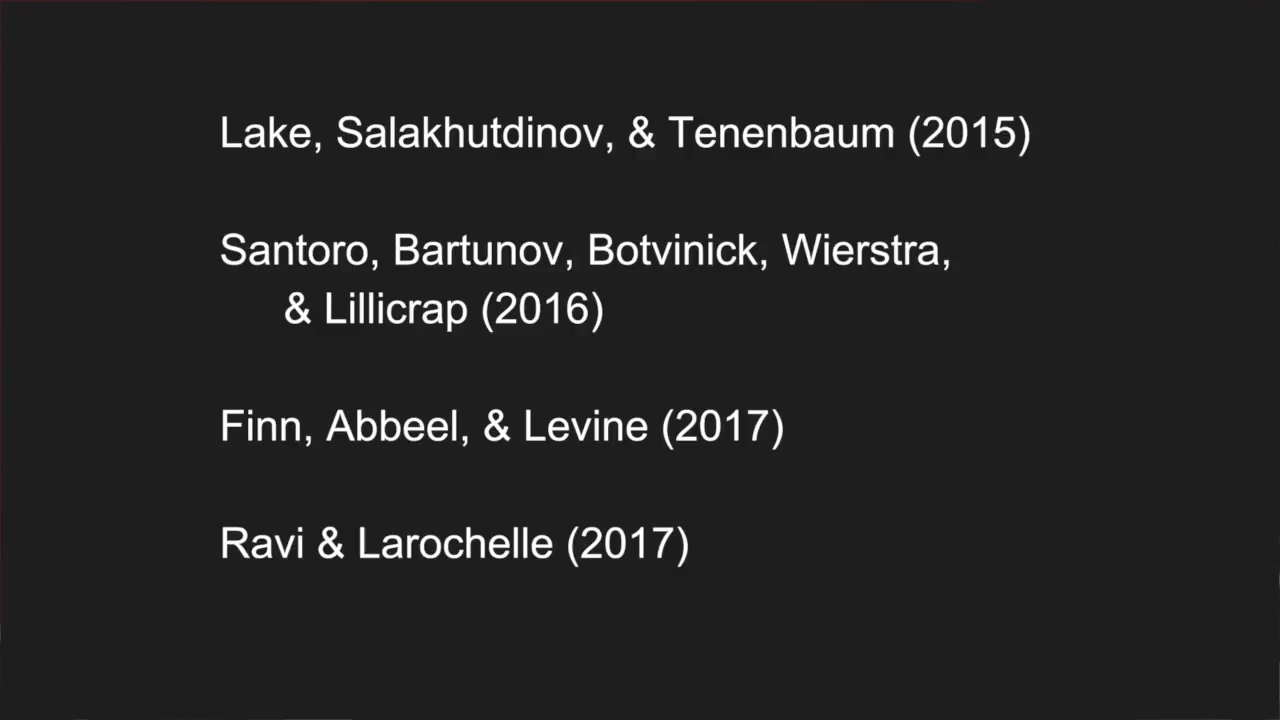 Lake, Salakhutdinov, & Tenenbaum (2015)
Santoro, Bartunov, Botvinick, Wierstra,
& Lillicrap (2016)
Finn, Abbeel, & Levine (2017)
Ravi & Larochelle (2017)